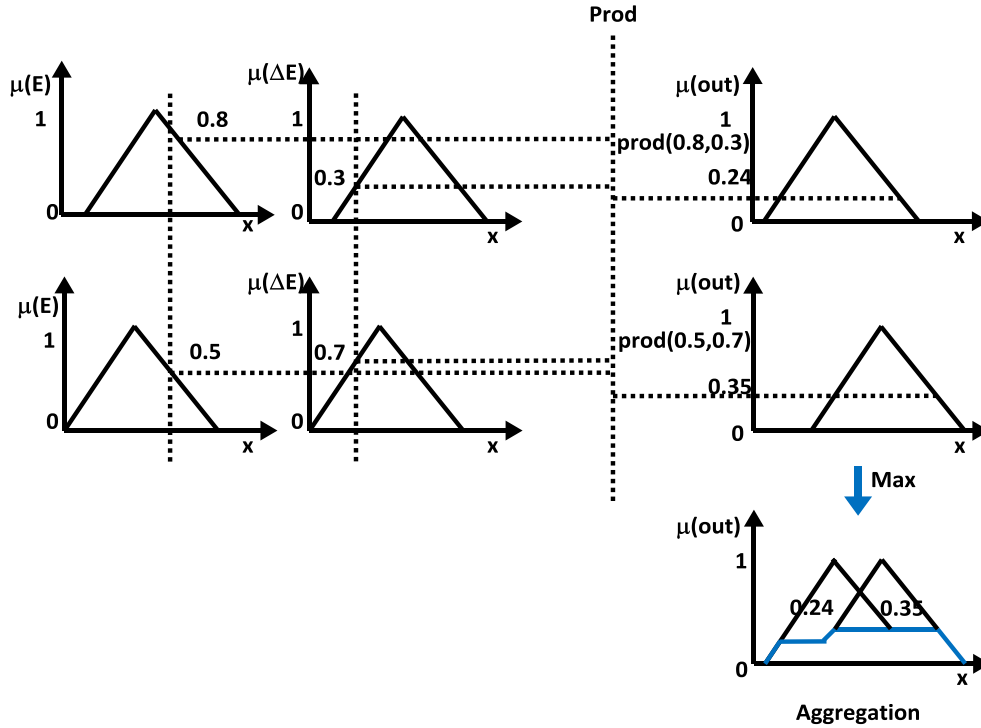 Prod
μ(E)
1
0.8
0
x
μ(ΔE)
1
0.3
0
x
μ(out)
1
prod(0.8,0.3)
0.24
0
x
μ(E)
1
0.5
0
x
μ(ΔE)
1
0.7
0
x
μ(out)
1
prod(0.5,0.7)
0.35
0
x
Max
μ(out)
1
0.24
0.35
0
x
Aggregation